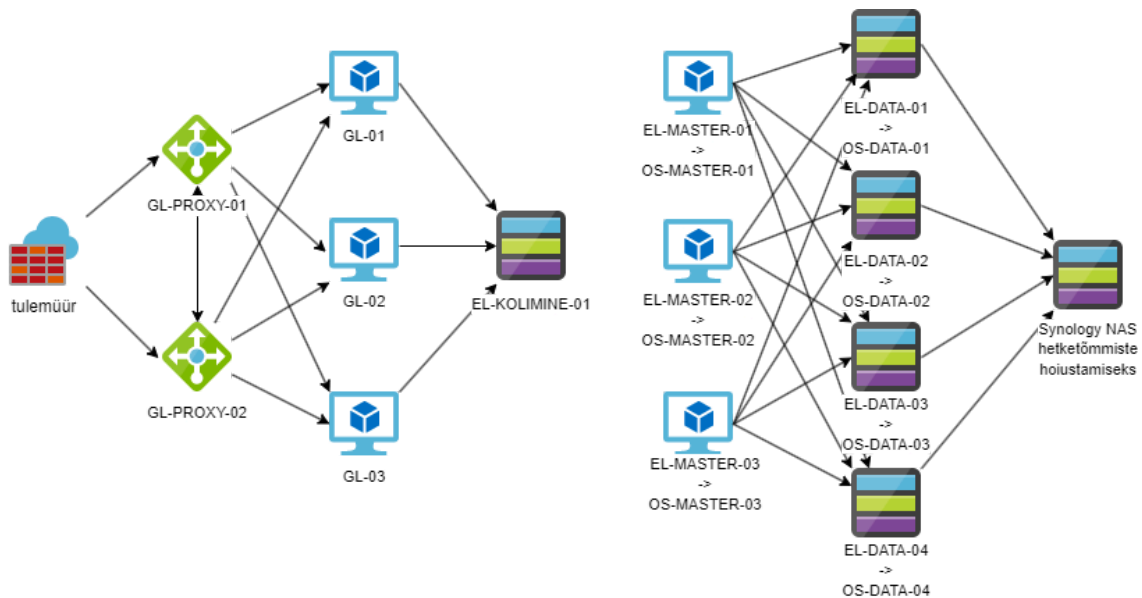 GL-01
GL-PROXY-01
tulemüür
GL-02
EL-KOLIMINE-01
GL-PROXY-02
GL-03
EL-MASTER-01
->
OS-MASTER-01
EL-MASTER-02
->
OS-MASTER-02
EL-MASTER-03
->
OS-MASTER-03
EL-DATA-01
->
OS-DATA-01
EL-DATA-02
->
OS-DATA-02
EL-DATA-03
->
OS-DATA-03
EL-DATA-04
->
OS-DATA-04
Synology NAS
hetketõmmiste
hoiustamiseks